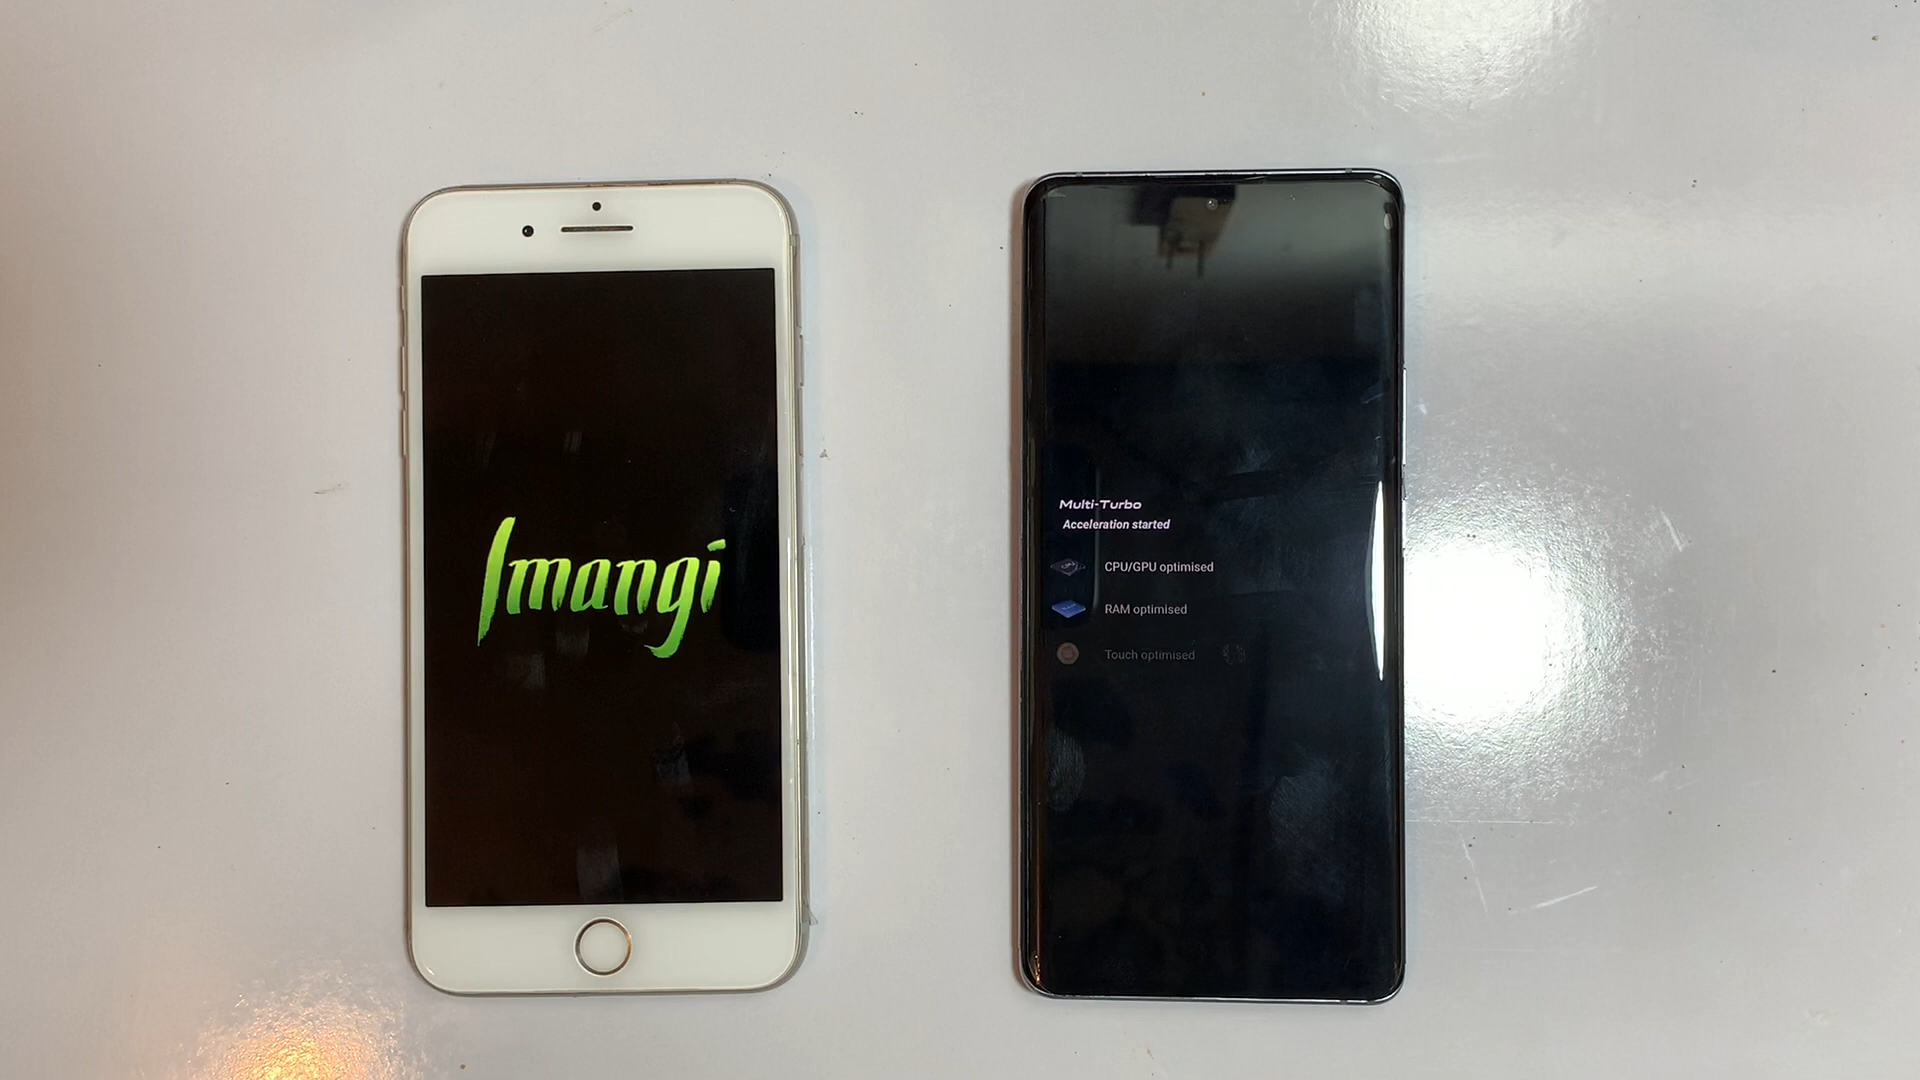 Imangi
Multi-Turbo
Acceleration started
CPU/GPU optimised
RAM optimised
Touch optimised